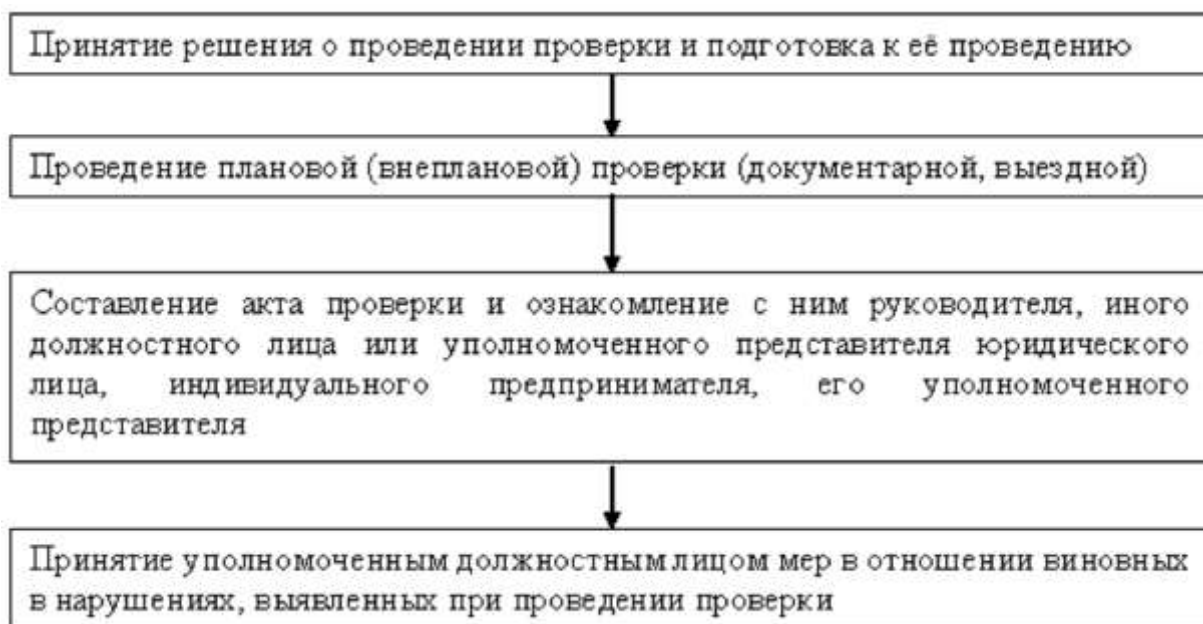 Принятие решения о проведении проверки и подготовка к её проведению
Проведение плановой (внеплановой) проверки (документарной, выездной)
Составление акта проверки и ознакомление с ним руководителя, иного
должностного лица или уполномоченного представителя юридического
лица, индивидуального предпринимателя, его уполномоченного
представителя
Принятие уполномоченным должностным лицом мер в отношении виновных
в нарушениях, выявленных при проведении проверки